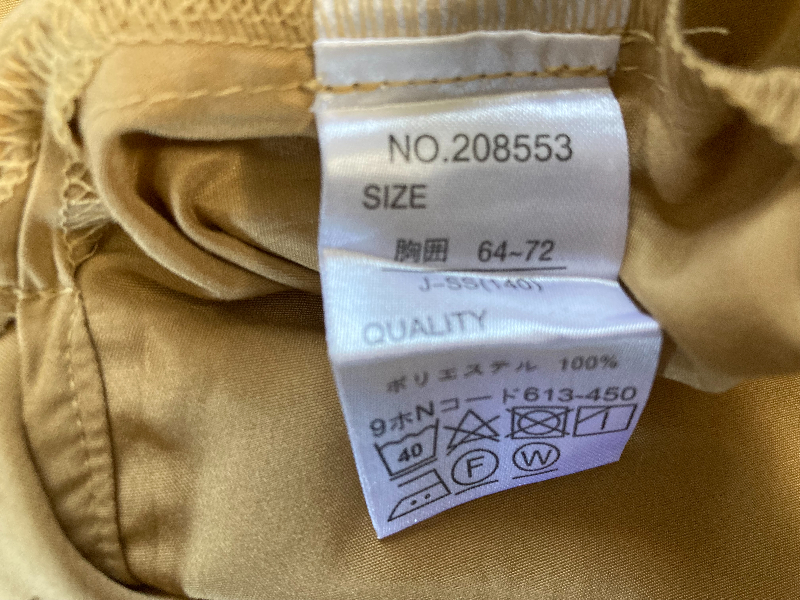 NO.208553
SIZE
胸囲 64~72
J-SS(140)
QUALITY
ポリエステル 100%
9ホNコード613-450
40
F W